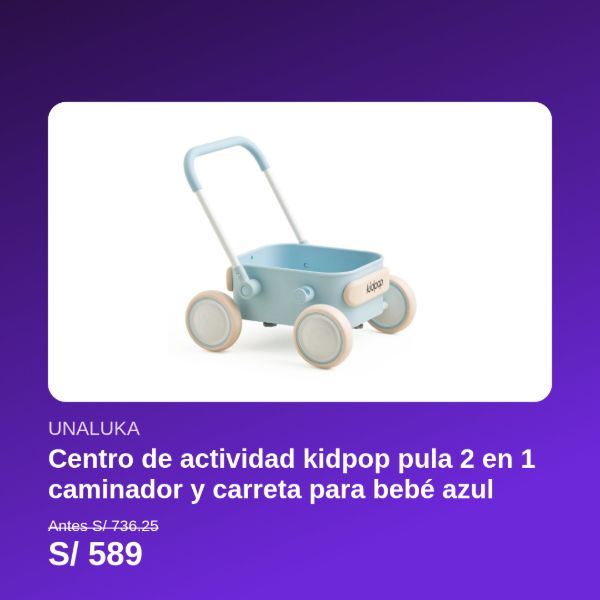 kidpop
UNALUKA
Centro de actividad kidpop pula 2 en 1
caminador y carreta para bebé azul
Antes S/ 736.25
S/ 589